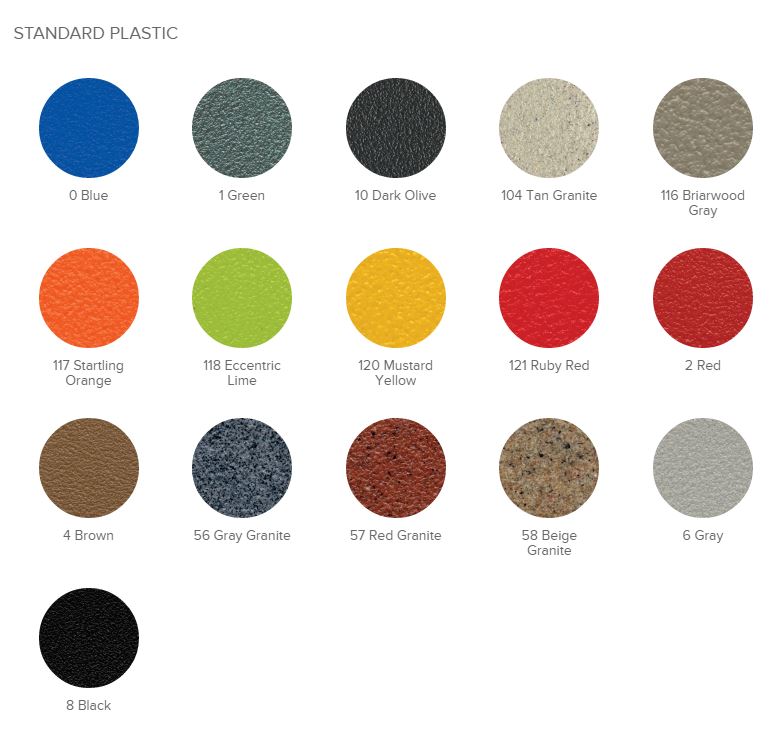 STANDARD PLASTIC
0 Blue
1 Green
10 Dark Olive
104 Tan Granite
116 Briarwood
Gray
117 Startling
Orange
118 Eccentric
Lime
120 Mustard
Yellow
121 Ruby Red
2 Red
4 Brown
56 Gray Granite
57 Red Granite
58 Beige
Granite
6 Gray
8 Black